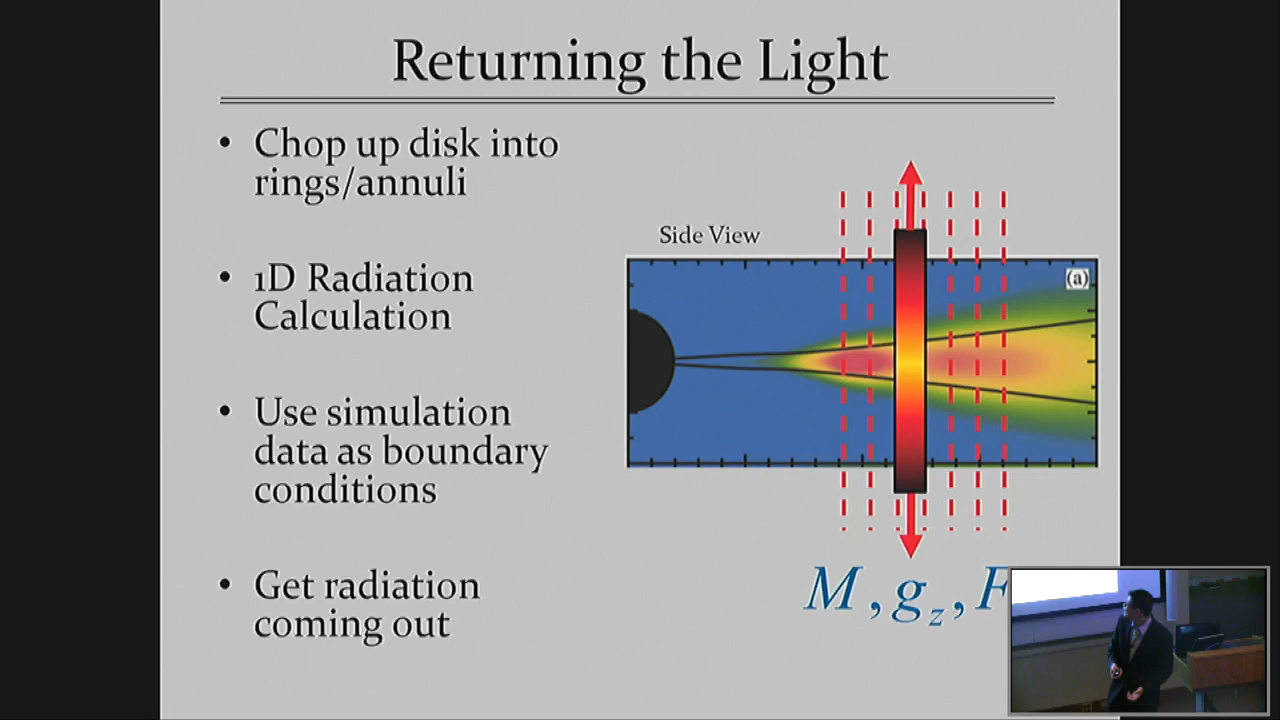 Returning the Light
• Chop up disk into
rings/annuli
• 1D Radiation
Calculation
• Use simulation
data as boundary
conditions
• Get radiation
coming out
Side View
(a)
M, g_z, F